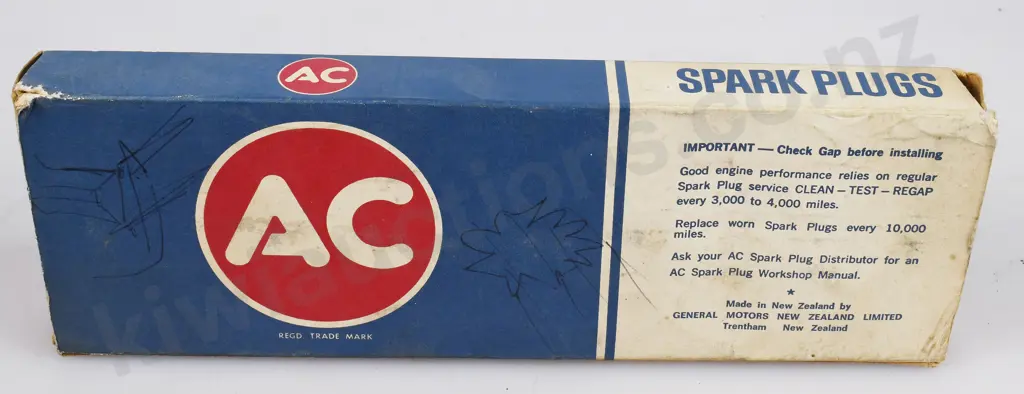 AC
SPARK PLUGS
AC
REGD. TRADE MARK
IMPORTANT — Check Gap before installing
Good engine performance relies on regular
Spark Plug service CLEAN – TEST – REGAP
every 3,000 to 4,000 miles.
Replace worn Spark Plugs every 10,000
miles.
Ask your AC Spark Plug Distributor for an
AC Spark Plug Workshop Manual.
★
Made in New Zealand by
GENERAL MOTORS NEW ZEALAND LIMITED
Trentham New Zealand
kiwiauctions.co.nz